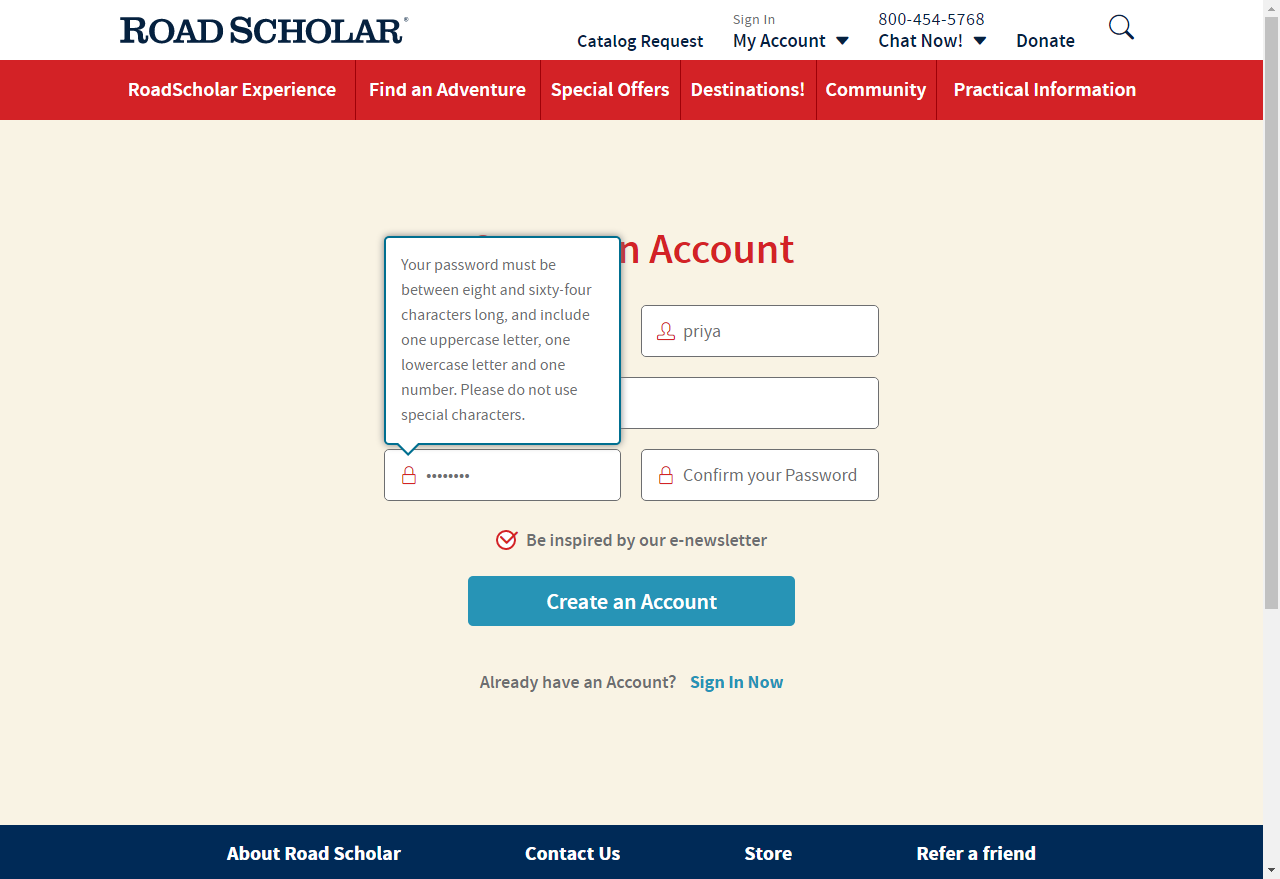 ROAD SCHOLAR®
Sign In
800-454-5768
Catalog Request
My Account
Chat Now!
Donate
RoadScholar Experience
Find an Adventure
Special Offers
Destinations!
Community
Practical Information
Account
Your password must be
between eight and sixty-four
characters long, and include
one uppercase letter, one
lowercase letter and one
number. Please do not use
special characters.
priya
••••••••
Confirm your Password
Be inspired by our e-newsletter
Create an Account
Already have an Account? Sign In Now
About Road Scholar
Contact Us
Store
Refer a friend